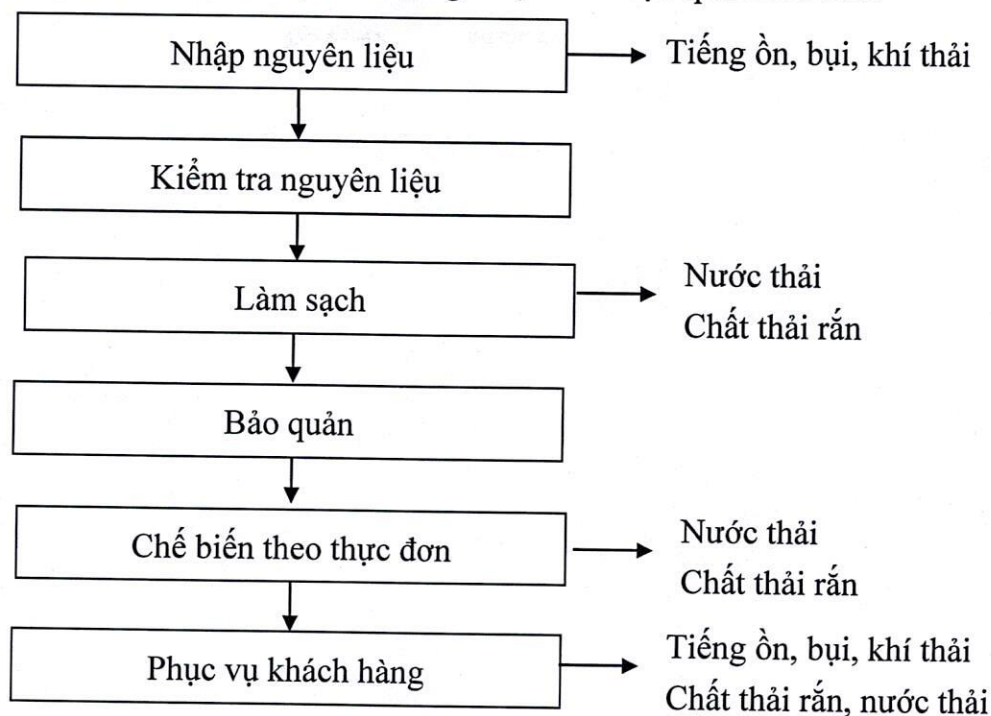 Nhập nguyên liệu
Tiếng ồn, bụi, khí thải
Kiểm tra nguyên liệu
Làm sạch
Nước thải
Chất thải rắn
Bảo quản
Chế biến theo thực đơn
Nước thải
Chất thải rắn
Phục vụ khách hàng
Tiếng ồn, bụi, khí thải
Chất thải rắn, nước thải